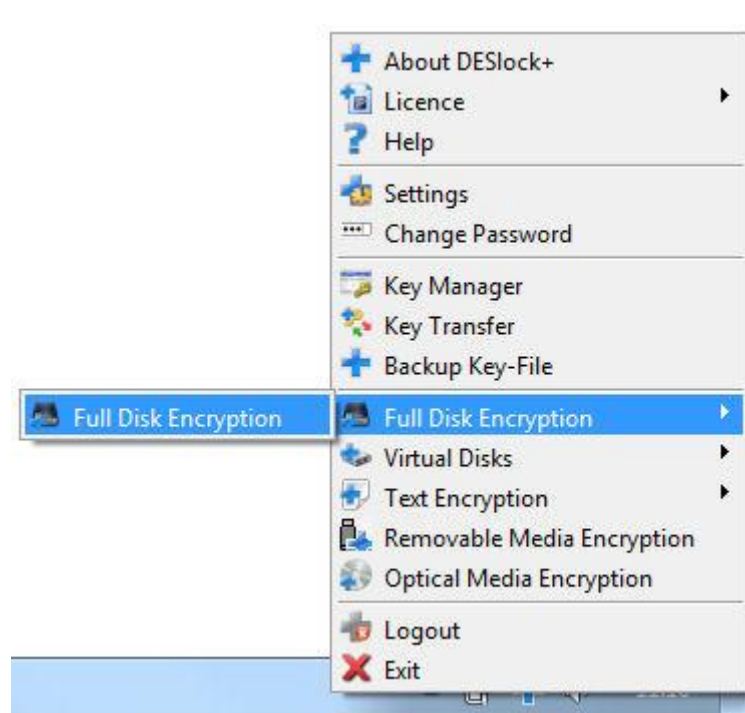 About DESlock+
Licence
Help
Settings
Change Password
Key Manager
Key Transfer
Backup Key-File
Full Disk Encryption
Full Disk Encryption
Virtual Disks
Text Encryption
Removable Media Encryption
Optical Media Encryption
Logout
Exit